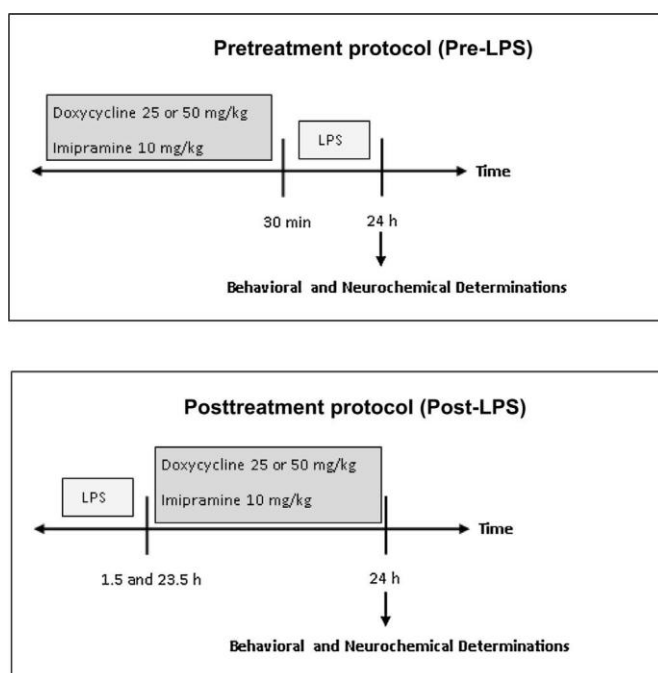 Pretreatment protocol (Pre-LPS)
Doxycycline 25 or 50 mg/kg
Imipramine 10 mg/kg
LPS
Time
30 min
24 h
Behavioral and Neurochemical Determinations
Posttreatment protocol (Post-LPS)
Doxycycline 25 or 50 mg/kg
Imipramine 10 mg/kg
LPS
Time
1.5 and 23.5 h
24 h
Behavioral and Neurochemical Determinations